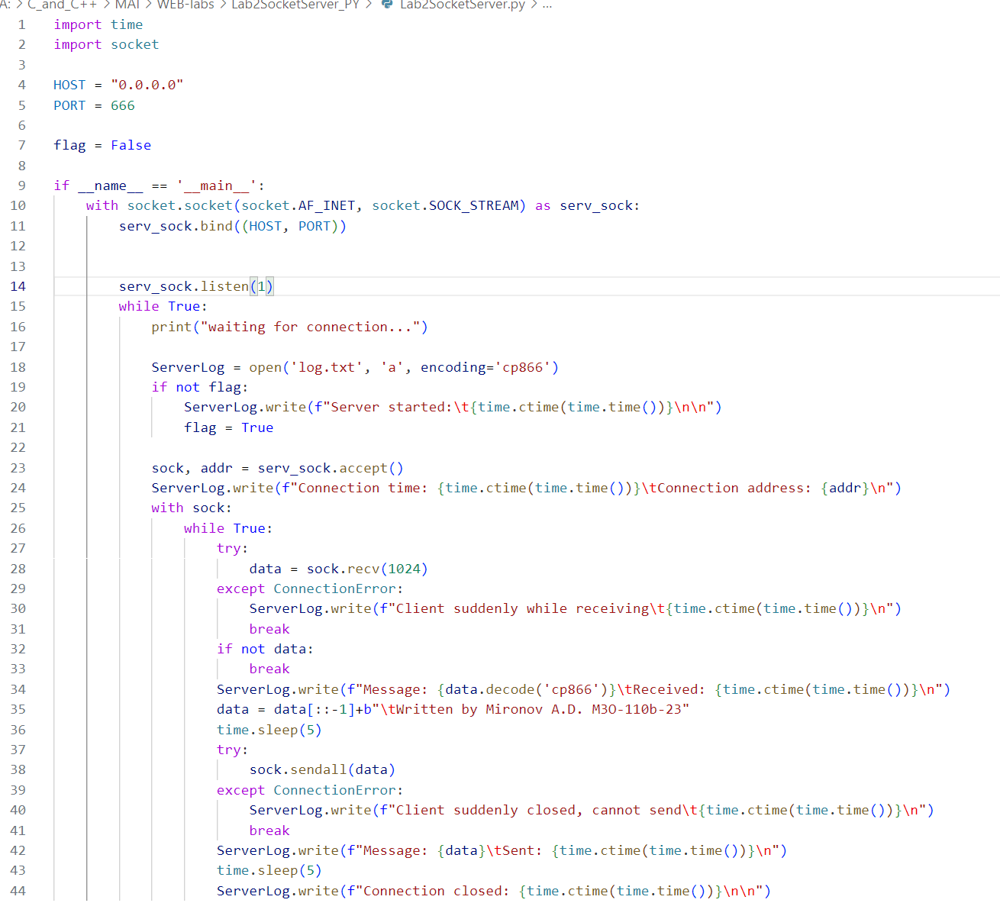 A: > C_and_C++ > MAI > WEB-labs > Lab2SocketServer_PY > Lab2SocketServer.py > ...
1 import time
2 import socket
3
4 HOST = "0.0.0.0"
5 PORT = 666
6
7 flag = False
8
9 if __name__ == '__main__':
10     with socket.socket(socket.AF_INET, socket.SOCK_STREAM) as serv_sock:
11         serv_sock.bind((HOST, PORT))
12
13
14         serv_sock.listen(1)
15         while True:
16             print("waiting for connection...")
17
18             ServerLog = open('log.txt', 'a', encoding='cp866')
19             if not flag:
20                 ServerLog.write(f"Server started:\t{time.ctime(time.time())}\n\n")
21                 flag = True
22
23             sock, addr = serv_sock.accept()
24             ServerLog.write(f"Connection time: {time.ctime(time.time())}\tConnection address: {addr}\n")
25             with sock:
26                 while True:
27                     try:
28                         data = sock.recv(1024)
29                     except ConnectionError:
30                         ServerLog.write(f"Client suddenly while receiving\t{time.ctime(time.time())}\n")
31                         break
32                     if not data:
33                         break
34                     ServerLog.write(f"Message: {data.decode('cp866')}\tReceived: {time.ctime(time.time())}\n")
35                     data = data[::-1]+b"\tWritten by Mironov A.D. M3O-110b-23"
36                     time.sleep(5)
37                     try:
38                         sock.sendall(data)
39                     except ConnectionError:
40                         ServerLog.write(f"Client suddenly closed, cannot send\t{time.ctime(time.time())}\n")
41                         break
42                     ServerLog.write(f"Message: {data}\tSent: {time.ctime(time.time())}\n")
43                     time.sleep(5)
44                     ServerLog.write(f"Connection closed: {time.ctime(time.time())}\n\n")